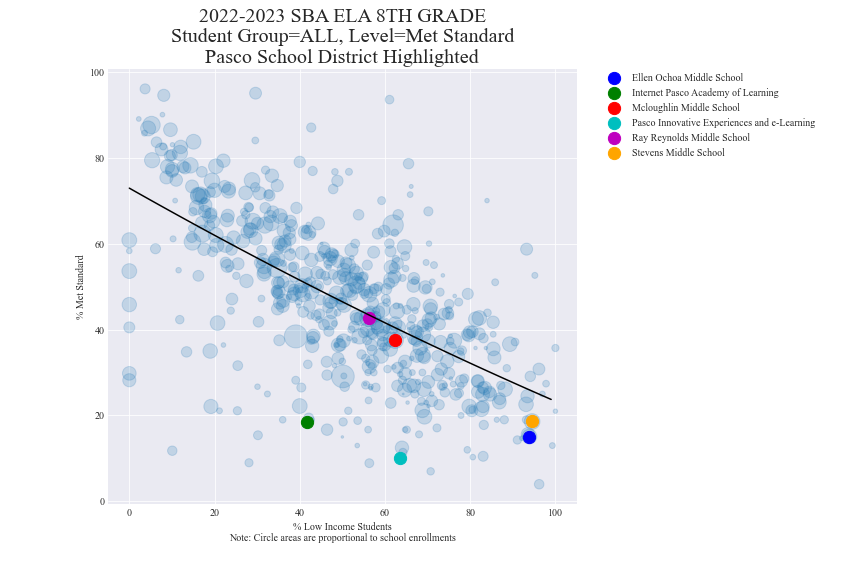 2022-2023 SBA ELA 8TH GRADE
Student Group=ALL, Level=Met Standard
Pasco School District Highlighted
100
80
60
40
20
0
% Met Standard
0 20 40 60 80 100
% Low Income Students
Note: Circle areas are proportional to school enrollments
Ellen Ochoa Middle School
Internet Pasco Academy of Learning
Mcloughlin Middle School
Pasco Innovative Experiences and e-Learning
Ray Reynolds Middle School
Stevens Middle School